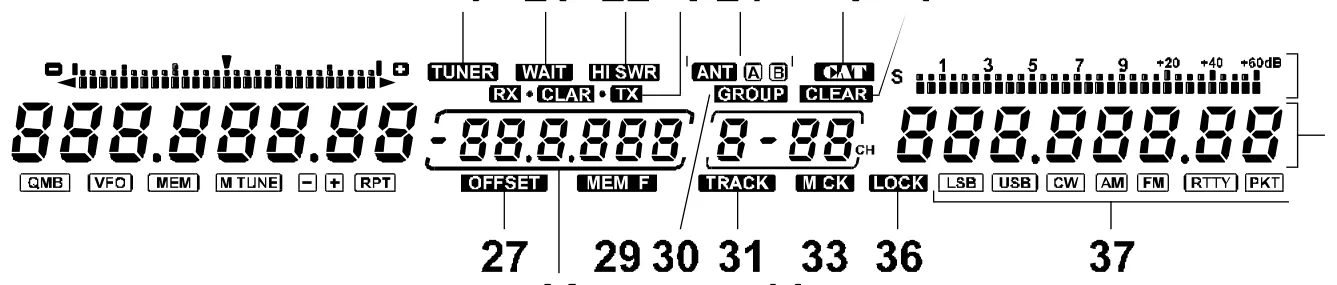 TUNER WAIT HI SWR ANT A B CAT S 1 3 5 7 9 +20 +40 +60dB
RX • CLAR • TX GROUP CLEAR
888.888.88 -88.8.888 8-88 CH 888.888.88
QMB VFO MEM M TUNE - + RPT OFFSET MEM F TRACK M CK LOCK LSB USB CW AM FM RTTY PKT
27 29 30 31 33 36 37